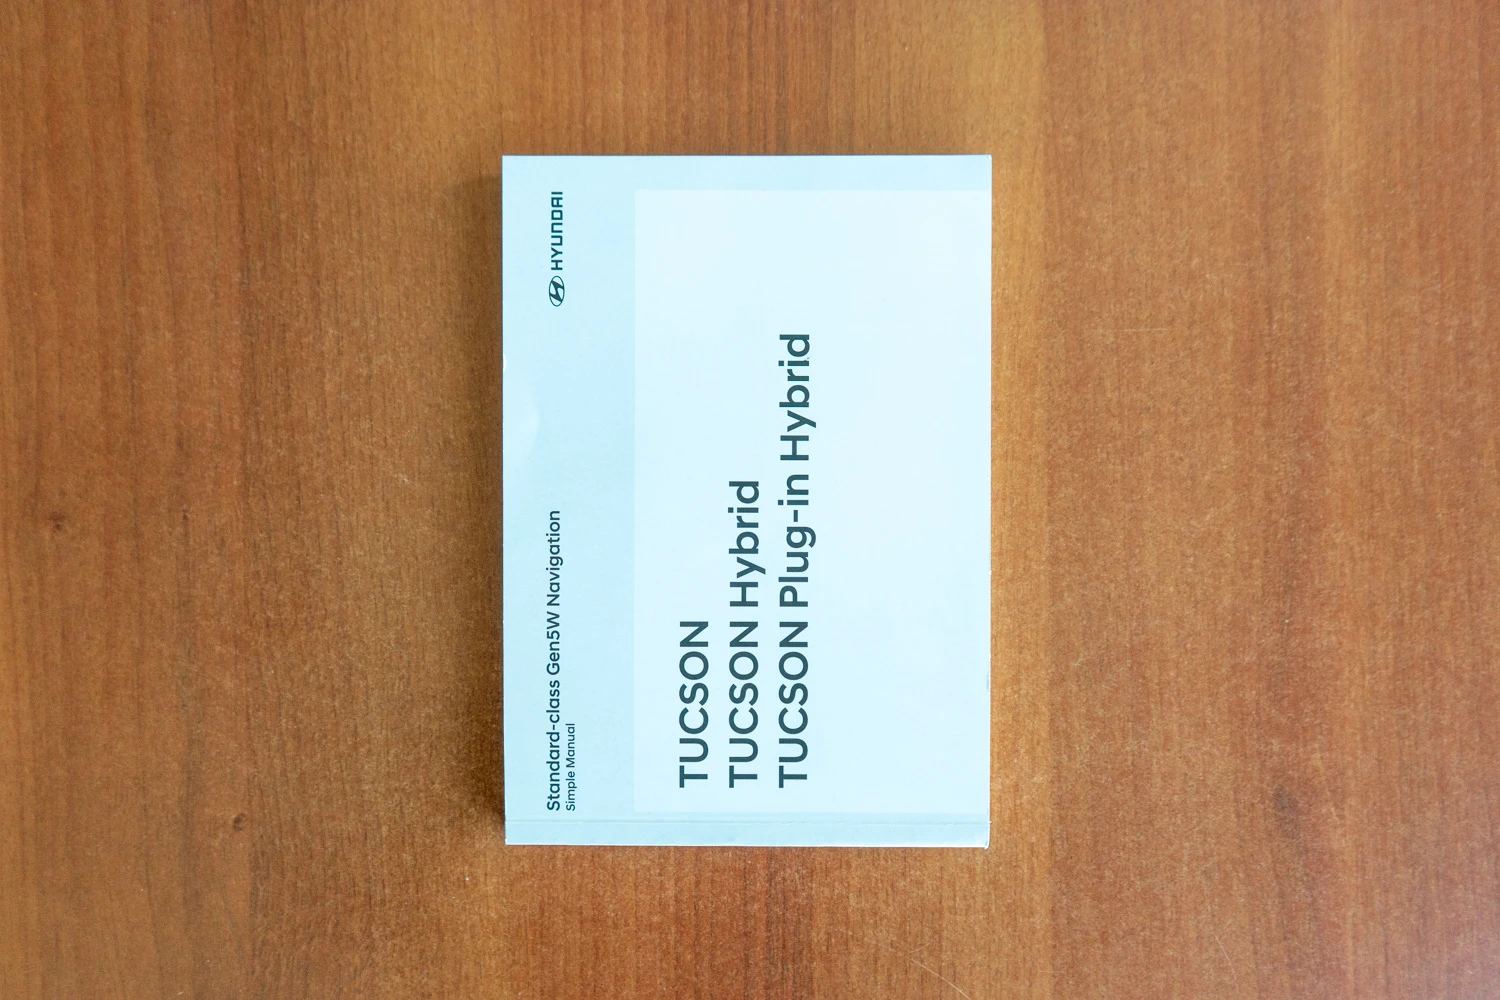 Standard-class Gen5W Navigation
Simple Manual
HYUNDAI
TUCSON
TUCSON Hybrid
TUCSON Plug-in Hybrid